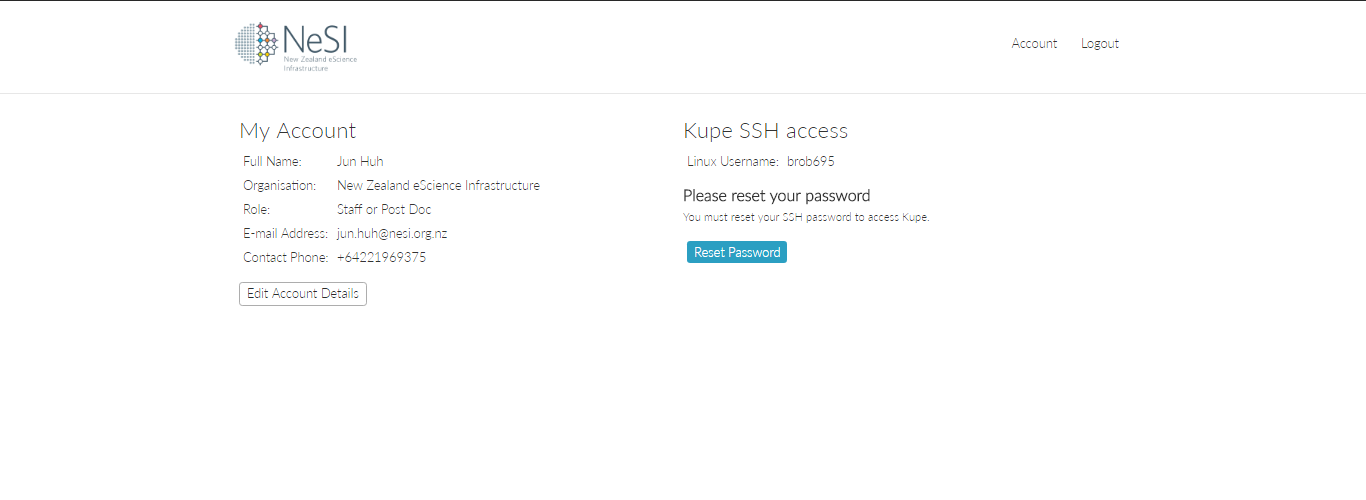 NeSI
New Zealand eScience
Infrastructure
Account Logout
My Account
Full Name: Jun Huh
Organisation: New Zealand eScience Infrastructure
Role: Staff or Post Doc
E-mail Address: jun.huh@nesi.org.nz
Contact Phone: +64221969375
Edit Account Details
Kupe SSH access
Linux Username: brob695
Please reset your password
You must reset your SSH password to access Kupe.
Reset Password